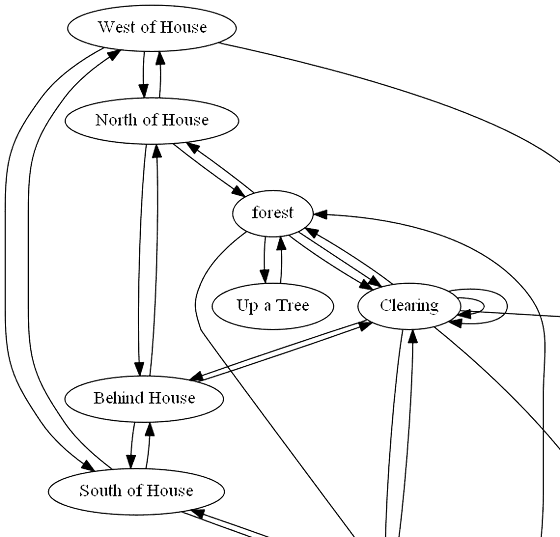 West of House
North of House
forest
Up a Tree
Clearing
Behind House
South of House